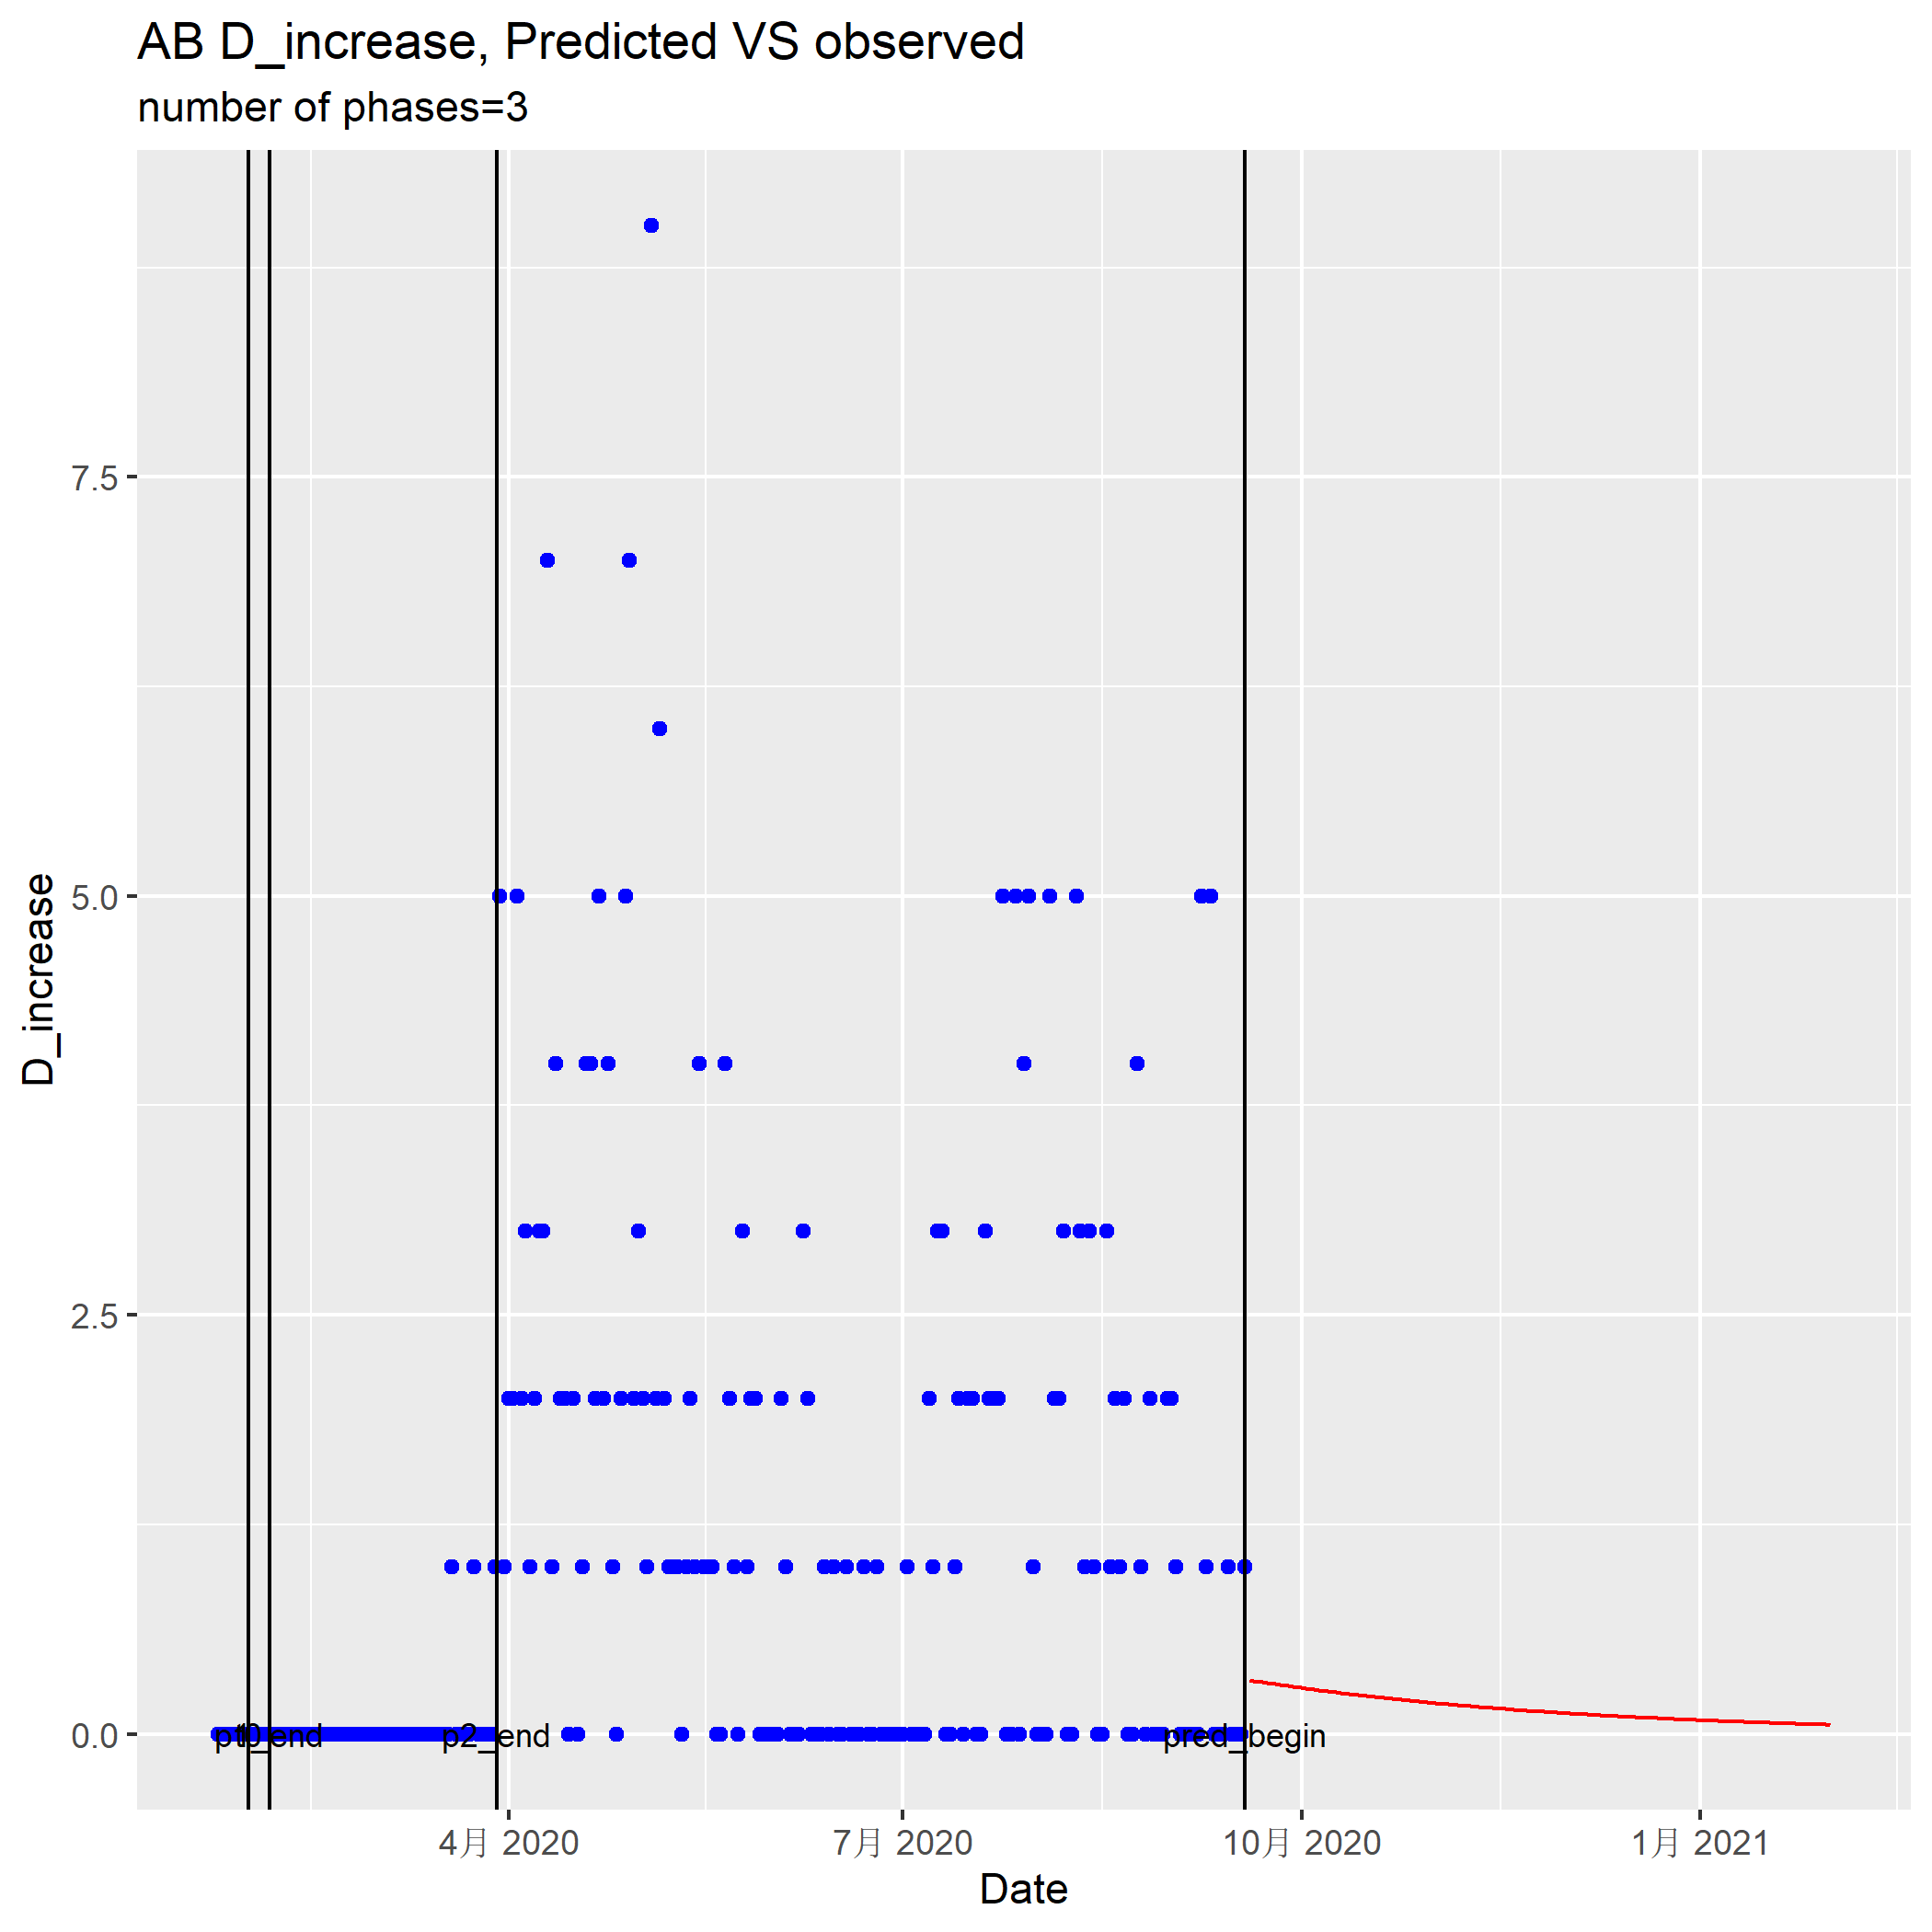 AB D_increase, Predicted VS observed
number of phases=3
D_increase
7.5
5.0
2.5
0.0
p2_end
pred_begin
4月 2020
7月 2020
10月 2020
1月 2021
Date